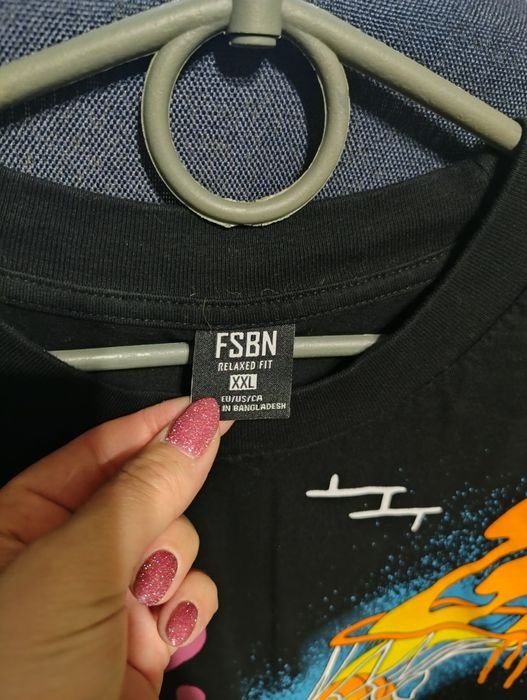 FSBN
RELAXED FIT
XXL
EU/US/CA
IN BANGLADESH